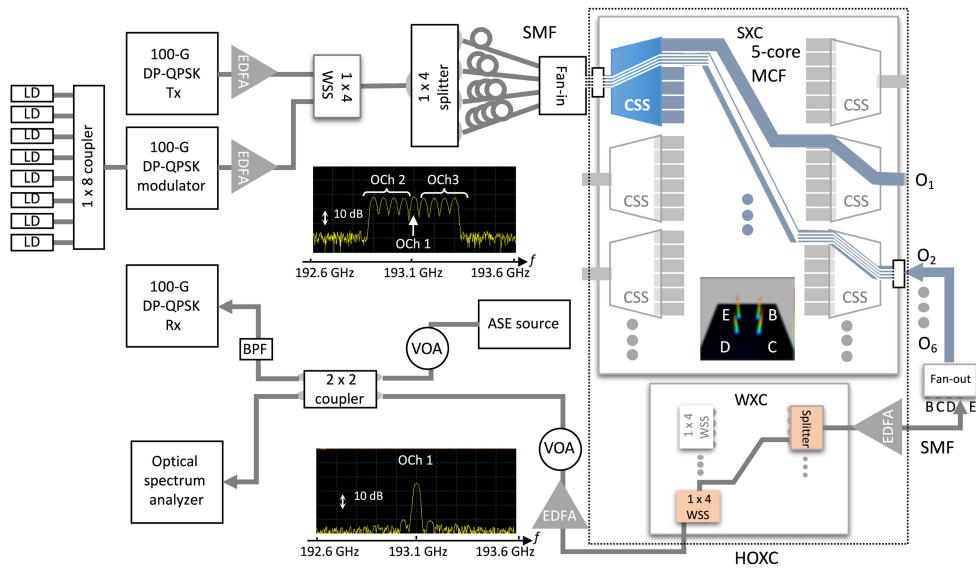 100-G
DP-QPSK
Tx
EDFA
1 x 4
WSS
1 x 4
splitter
SMF
Fan-in
SXC
5-core
MCF
CSS
CSS
LD
LD
LD
LD
LD
LD
LD
LD
1 x 8 coupler
100-G
DP-QPSK
modulator
EDFA
OCh 2
OCh3
10 dB
OCh 1
192.6 GHz
193.1 GHz
193.6 GHz
f
CSS
CSS
O1
CSS
CSS
O2
O6
E
B
D
C
100-G
DP-QPSK
Rx
BPF
VOA
ASE source
2 x 2
coupler
Fan-out
B C D
E
SMF
WXC
1 x 4
WSS
Splitter
EDFA
1 x 4
WSS
HOXC
VOA
EDFA
Optical
spectrum
analyzer
OCh 1
10 dB
192.6 GHz
193.1 GHz
193.6 GHz
f